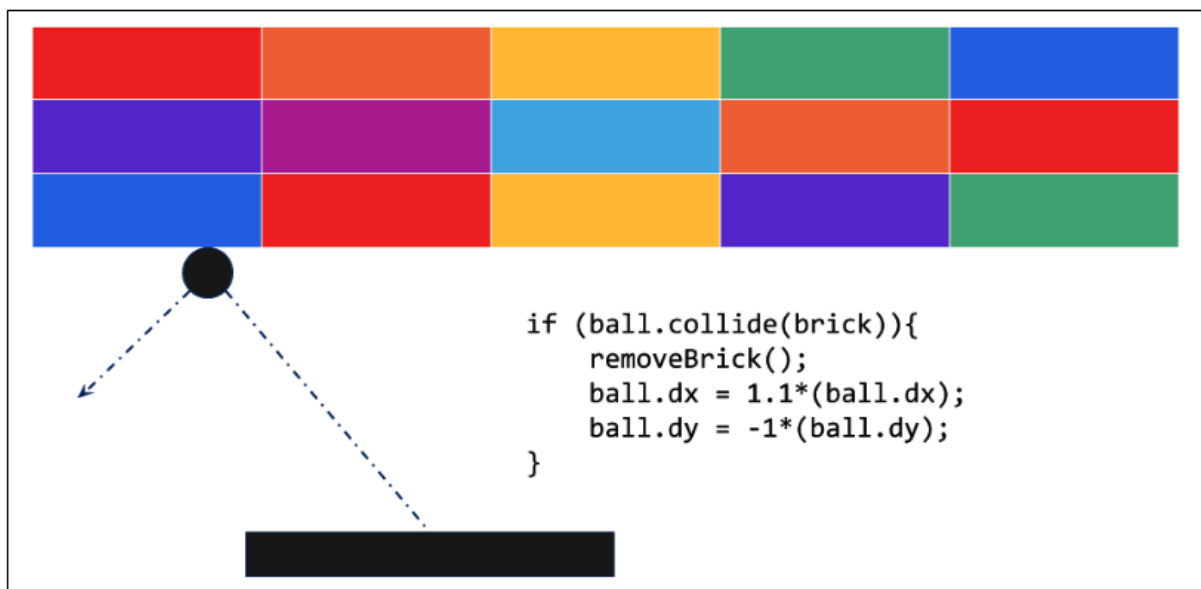 if (ball.collide(brick)){
    removeBrick();
    ball.dx = 1.1*(ball.dx);
    ball.dy = -1*(ball.dy);
}